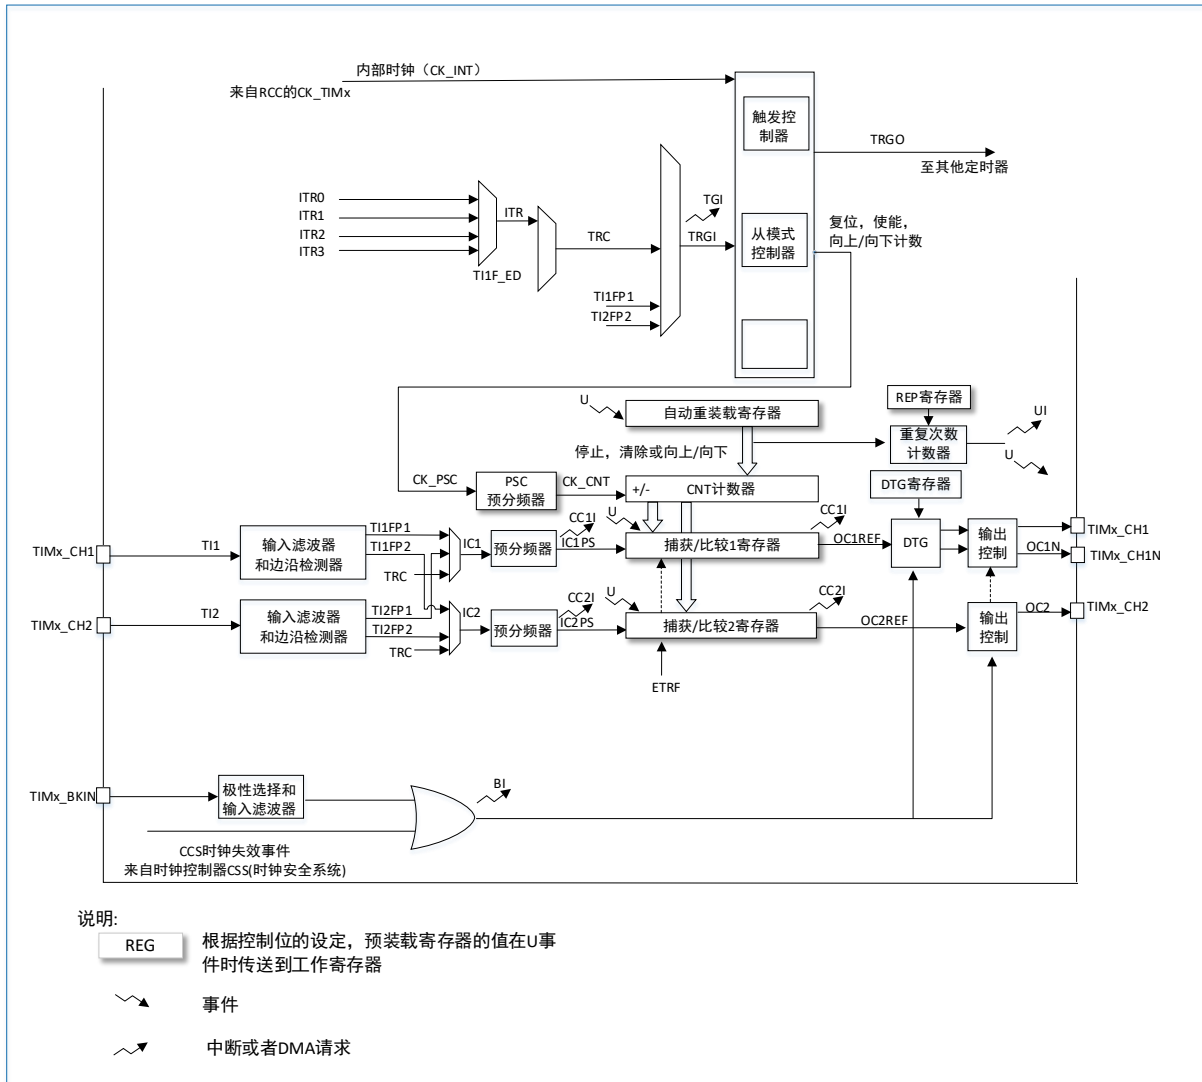 内部时钟（CK_INT）
来自RCC的CK_TIMx
触发控
制器
TRGO
至其他定时器
ITR0
ITR1
ITR2
ITR3
ITR
TI1F_ED
TRC
TGI
TRGI
从模式
控制器
复位，使能，
向上/向下计数
TI1FP1
TI2FP2
U
自动重装载寄存器
REP寄存器
UI
停止，清除或向上/向下
重复次数
计数器
U
CK_PSC
PSC
预分频器
CK_CNT
+/-
CNT计数器
DTG寄存器
TIMx_CH1
TI1
输入滤波器
和边沿检测器
TI1FP1
TI1FP2
TRC
IC1
预分频器
CC1I
IC1PS
U
捕获/比较1寄存器
CC1I
OC1REF
DTG
输出
控制
TIMx_CH1
OC1N
TIMx_CH1N
TIMx_CH2
TI2
输入滤波器
和边沿检测器
TI2FP1
TI2FP2
TRC
IC2
预分频器
CC2I
IC2PS
U
捕获/比较2寄存器
CC2I
OC2REF
输出
控制
OC2
TIMx_CH2
ETRF
TIMx_BKIN
极性选择和
输入滤波器
BI
CCS时钟失效事件
来自时钟控制器CSS(时钟安全系统)
说明:
REG
根据控制位的设定，预装载寄存器的值在U事
件时传送到工作寄存器
事件
中断或者DMA请求